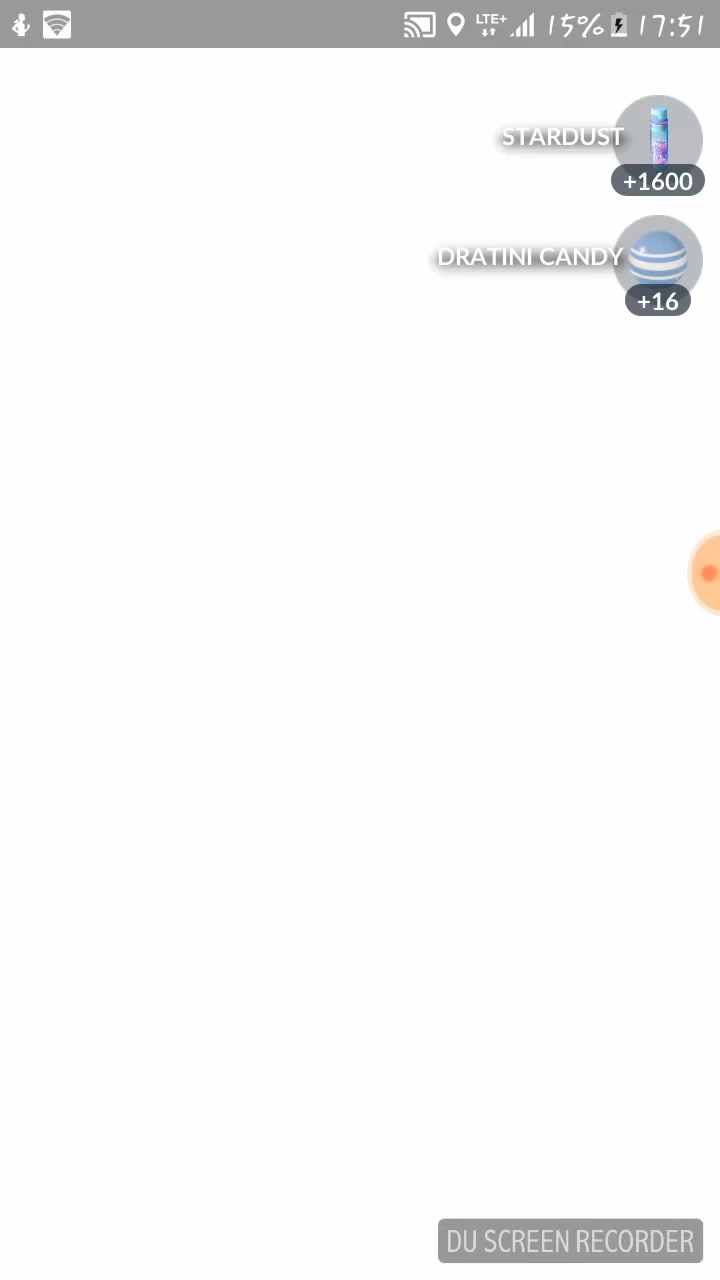 LTE+ 15% 17:51
STARDUST
+1600
DRATINI CANDY
+16
DU SCREEN RECORDER